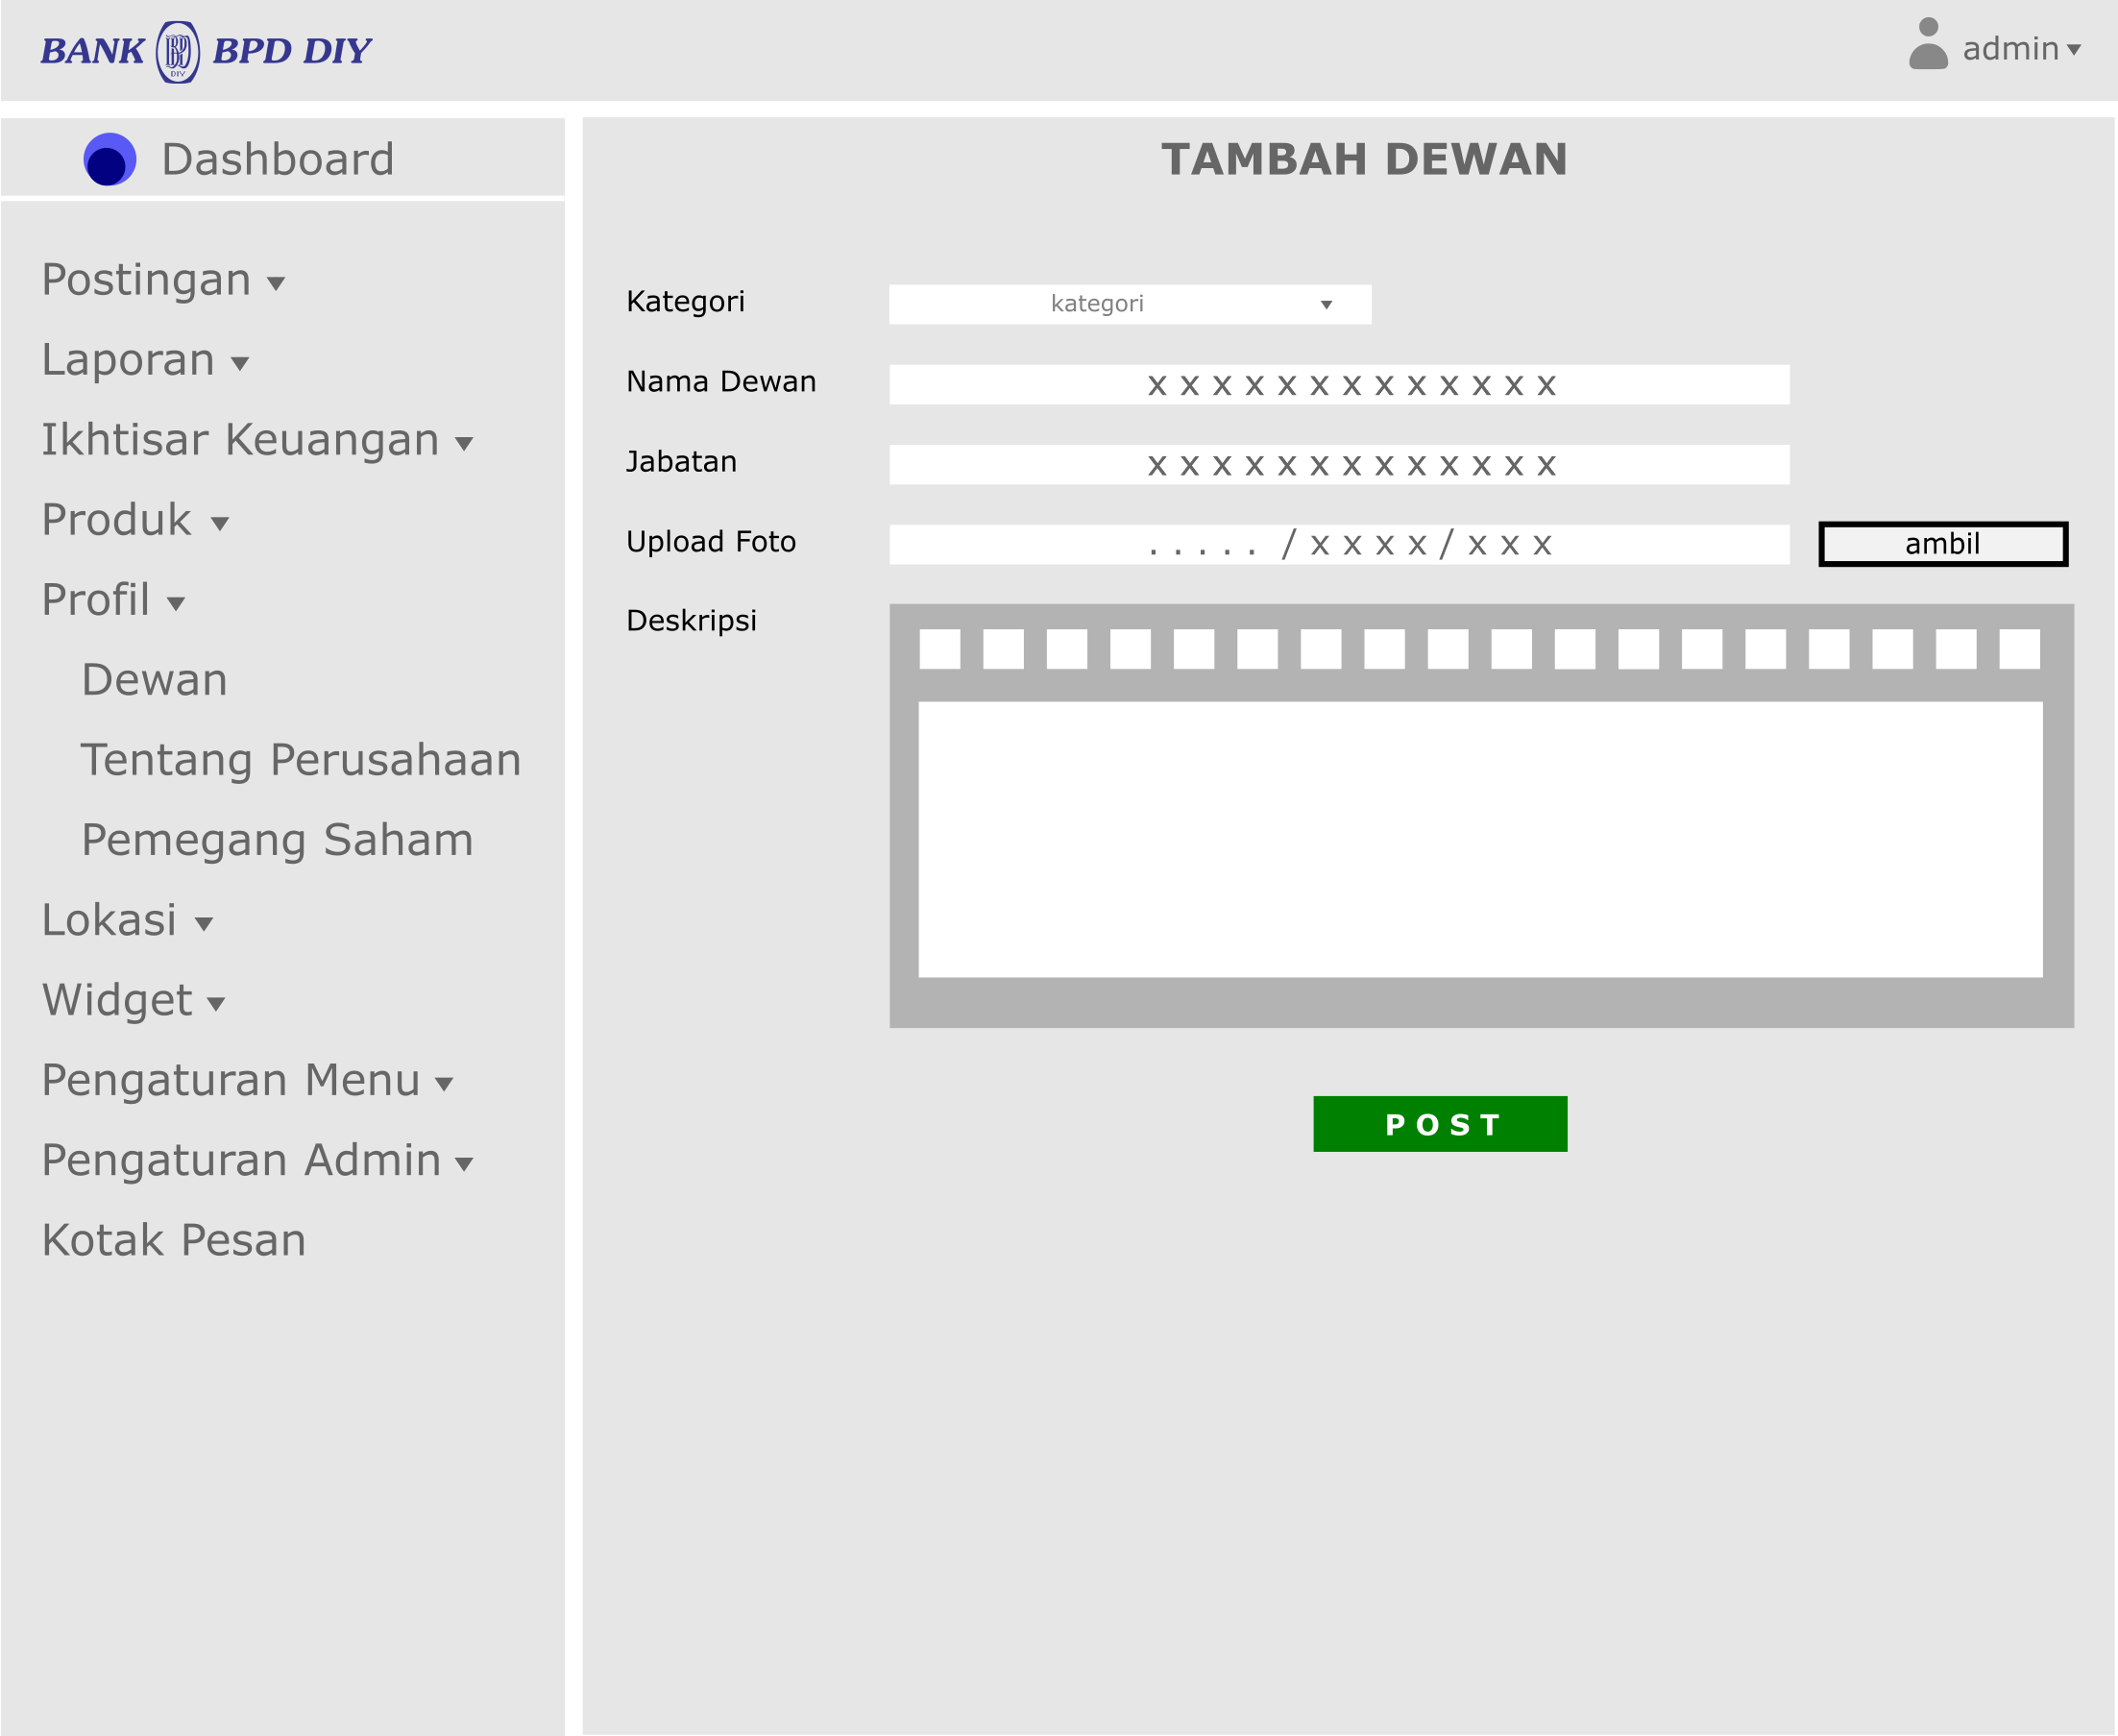 BANK BPD DIY
admin
Dashboard
Postingan
Laporan
Ikhtisar Keuangan
Produk
Profil
Dewan
Tentang Perusahaan
Pemegang Saham
Lokasi
Widget
Pengaturan Menu
Pengaturan Admin
Kotak Pesan
TAMBAH DEWAN
Kategori kategori
Nama Dewan x x x x x x x x x x x x x
Jabatan x x x x x x x x x x x x x
Upload Foto . . . . . / x x x x / x x x ambil
Deskripsi
P O S T